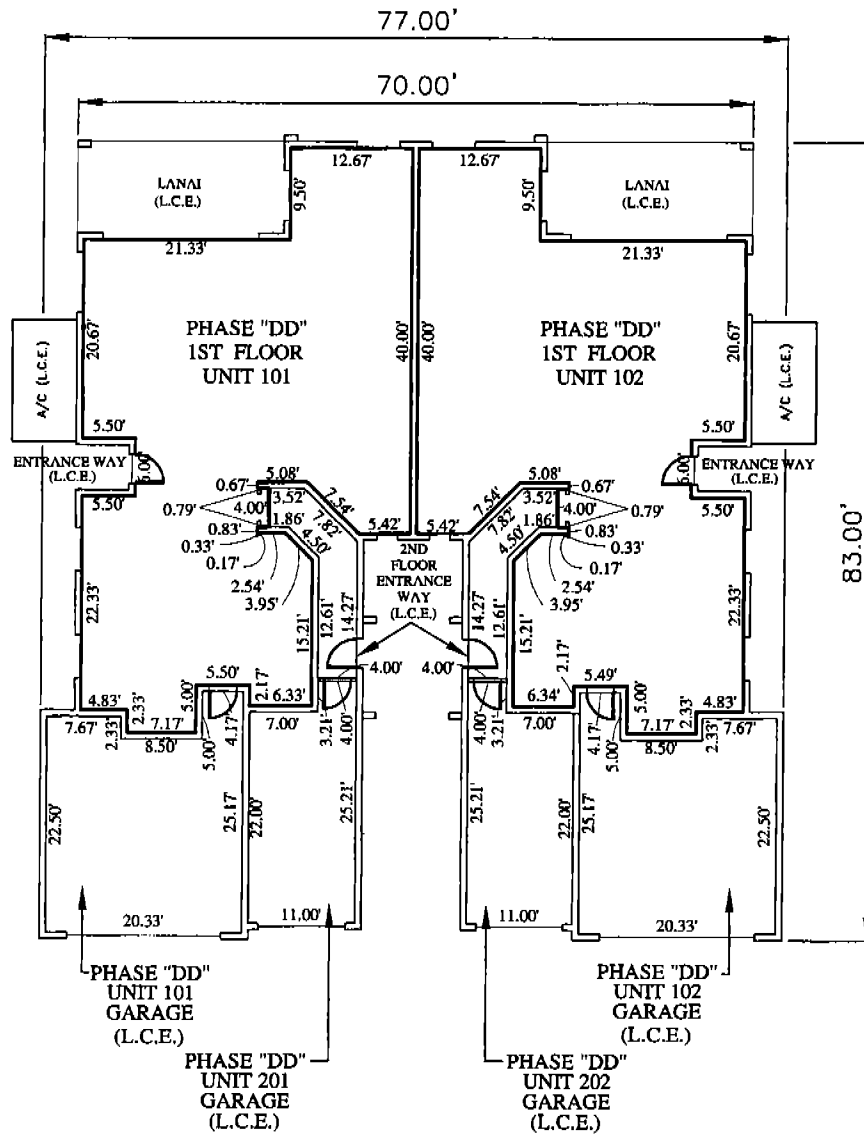 77.00'
70.00'
12.67' 12.67'
LANAI
(L.C.E.)
9.50'
9.50'
LANAI
(L.C.E.)
21.33' 21.33'
20.67'
PHASE "DD"
1ST FLOOR
UNIT 101
40.00' 40.00'
PHASE "DD"
1ST FLOOR
UNIT 102
20.67'
A/C (L.C.E.)
A/C (L.C.E.)
5.50' 5.50'
ENTRANCE WAY
(L.C.E.)
6.00'
6.00'
ENTRANCE WAY
(L.C.E.)
5.50' 5.50'
5.08' 5.08'
0.67' 0.67'
3.52' 3.52'
7.54' 7.54'
0.79' 0.79'
4.00' 4.00'
7.82' 7.82'
1.86' 1.86'
0.83' 0.83'
4.50' 4.50'
5.42' 5.42'
0.33' 0.33'
0.17' 0.17'
2.54' 2.54'
3.95' 3.95'
2ND
FLOOR
ENTRANCE
WAY
(L.C.E.)
83.00'
22.33' 22.33'
15.21' 12.61' 14.27'
14.27' 12.61' 15.21'
4.00' 4.00'
5.50' 5.49'
5.00' 2.17' 2.17' 5.00'
4.83' 2.33' 6.33' 6.34' 2.33' 4.83'
7.67' 7.17' 7.00' 7.00' 7.17' 7.67'
2.33' 8.50' 5.00' 4.17' 3.21' 4.00'
4.00' 3.21' 4.17' 5.00' 8.50' 2.33'
22.50' 25.17' 22.00' 25.21'
25.21' 22.00' 25.17' 22.50'
20.33' 11.00' 11.00' 20.33'
PHASE "DD"
UNIT 101
GARAGE
(L.C.E.)
PHASE "DD"
UNIT 102
GARAGE
(L.C.E.)
PHASE "DD"
UNIT 201
GARAGE
(L.C.E.)
PHASE "DD"
UNIT 202
GARAGE
(L.C.E.)